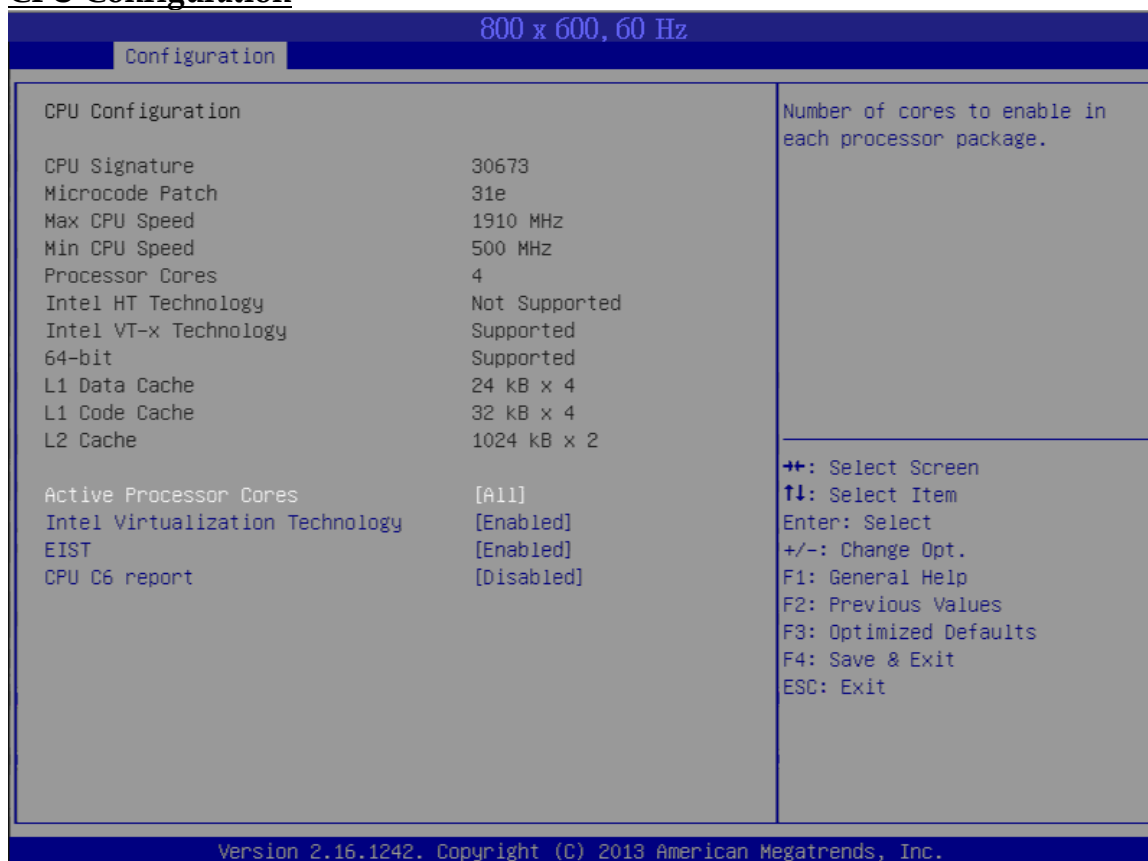 CPU Configuration
800 x 600, 60 Hz
Configuration
CPU Configuration
CPU Signature 30673
Microcode Patch 31e
Max CPU Speed 1910 MHz
Min CPU Speed 500 MHz
Processor Cores 4
Intel HT Technology Not Supported
Intel VT-x Technology Supported
64-bit Supported
L1 Data Cache 24 kB x 4
L1 Code Cache 32 kB x 4
L2 Cache 1024 kB x 2
Active Processor Cores [All]
Intel Virtualization Technology [Enabled]
EIST [Enabled]
CPU C6 report [Disabled]
Number of cores to enable in
each processor package.
→←: Select Screen
↑↓: Select Item
Enter: Select
+/-: Change Opt.
F1: General Help
F2: Previous Values
F3: Optimized Defaults
F4: Save & Exit
ESC: Exit
Version 2.16.1242. Copyright (C) 2013 American Megatrends, Inc.